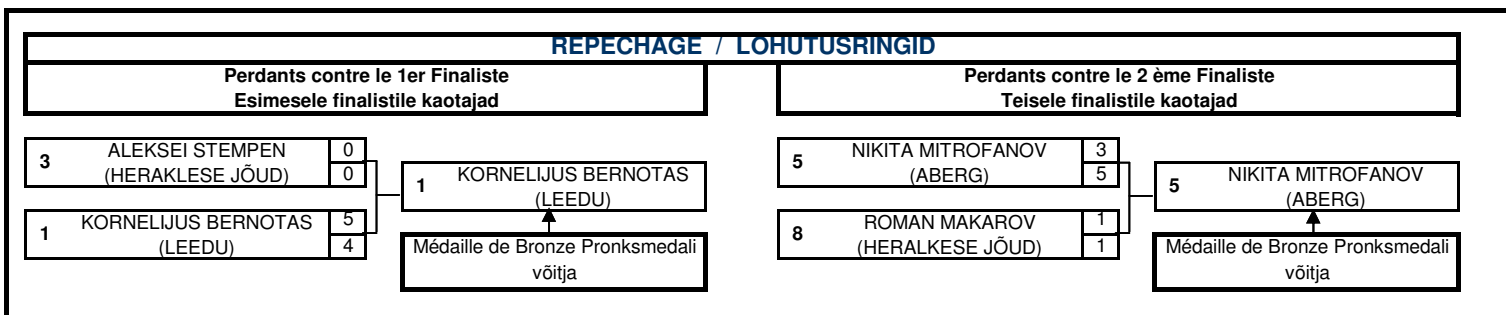 REPECHAGE / LOHUTUSRINGID
Perdants contre le 1er Finaliste
Esimesele finalistile kaotajad
Perdants contre le 2 ème Finaliste
Teisele finalistile kaotajad
3
ALEKSEI STEMPEN
(HERAKLESE JÕUD)
0
0
1
KORNELIJUS BERNOTAS
(LEEDU)
5
4
1
KORNELIJUS BERNOTAS
(LEEDU)
Médaille de Bronze Pronksmedali
võitja
5
NIKITA MITROFANOV
(ABERG)
3
5
8
ROMAN MAKAROV
(HERALKESE JÕUD)
1
1
5
NIKITA MITROFANOV
(ABERG)
Médaille de Bronze Pronksmedali
võitja